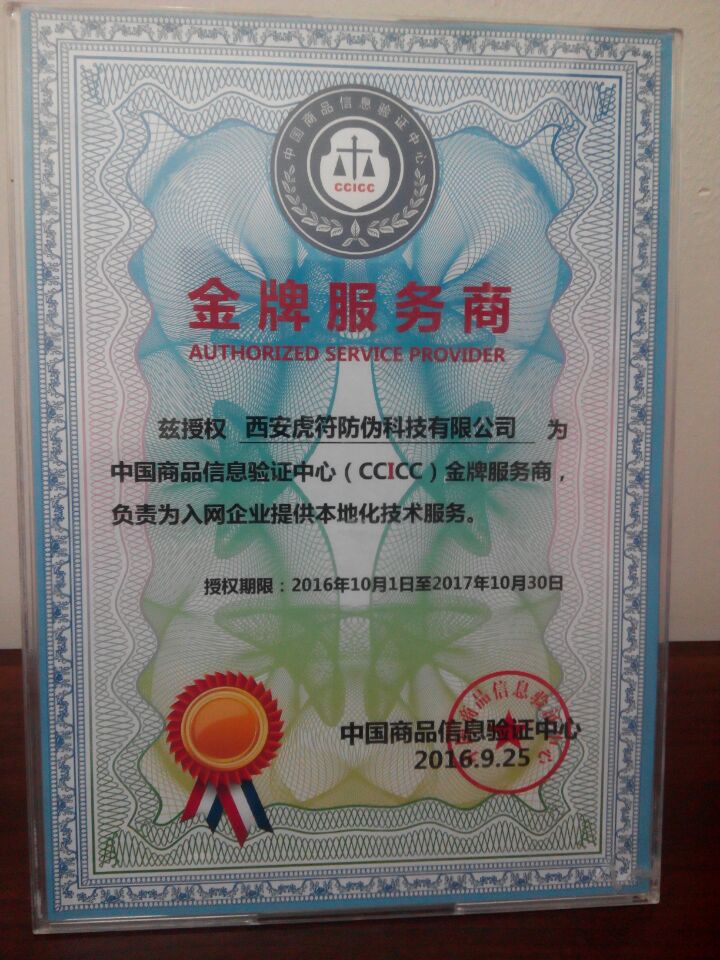 中国商品信息验证中心
CCICC
金牌服务商
AUTHORIZED SERVICE PROVIDER
兹授权 西安虎符防伪科技有限公司 为
中国商品信息验证中心（CCICC）金牌服务商，
负责为入网企业提供本地化技术服务。
授权期限：2016年10月1日至2017年10月30日
中国商品信息验证中心
2016.9.25
商品信息验